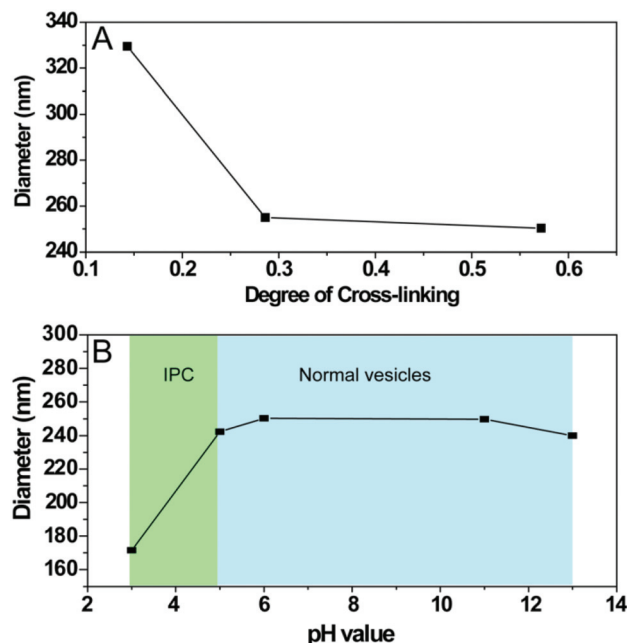 A
340
320
300
280
260
240
Diameter (nm)
0.1 0.2 0.3 0.4 0.5 0.6
Degree of Cross-linking
B
300
280
260
240
220
200
180
160
Diameter (nm)
IPC Normal vesicles
2 4 6 8 10 12 14
pH value